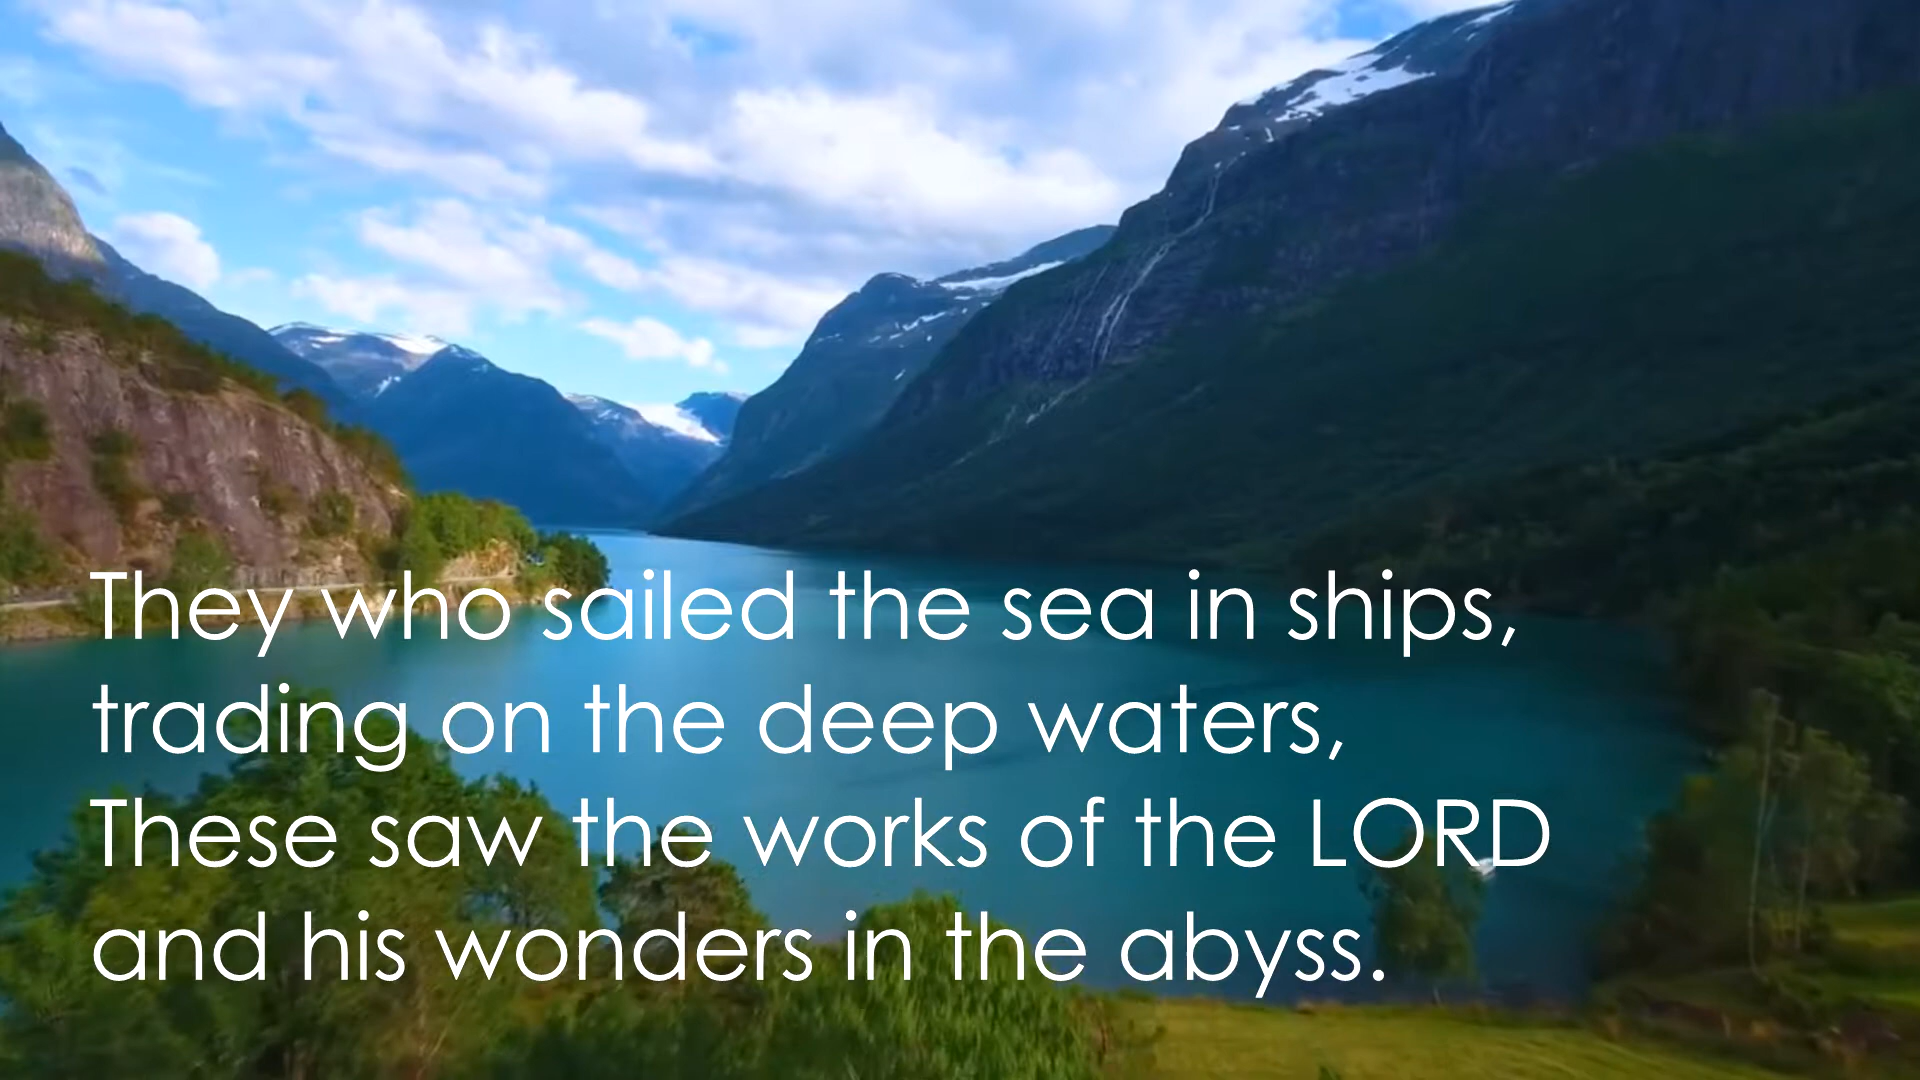 They who sailed the sea in ships,
trading on the deep waters,
These saw the works of the LORD
and his wonders in the abyss.